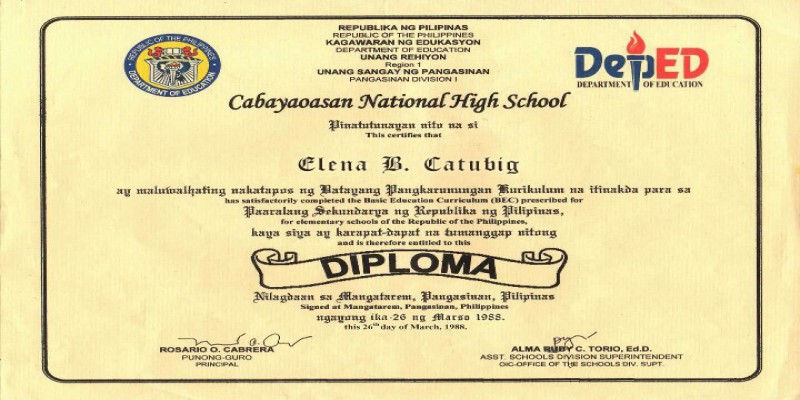 REPUBLIKA NG PILIPINAS
REPUBLIC OF THE PHILIPPINES
KAGAWARAN NG EDUKASYON
DEPARTMENT OF EDUCATION
UNANG REHIYON
Region 1
UNANG SANGAY NG PANGASINAN
PANGASINAN DIVISION I
REPUBLIC OF THE PHILIPPINES
DEPARTMENT OF EDUCATION
DepED
DEPARTMENT OF EDUCATION
Cabayaoasan National High School
Pinatutunayan nito na si
This certifies that
Elena B. Catubig
ay maluwalhating nakatapos ng Batayang Pangkarunungan Kurikulum na itinakda para sa
has satisfactorily completed the Basic Education Curriculum (BEC) prescribed for
Paaralang Sekundarya ng Republika ng Pilipinas,
for elementary schools of the Republic of the Philippines,
kaya siya ay karapat-dapat na tumanggap nitong
and is therefore entitled to this
DIPLOMA
Nilagdaan sa Mangatarem, Pangasinan, Pilipinas
Signed at Mangatarem, Pangasinan, Philippines
ngayong ika-26 ng Marso 1988.
this 26th day of March, 1988.
ROSARIO O. CABRERA
PUNONG-GURO
PRINCIPAL
ALMA RUBY C. TORIO, Ed.D.
ASST. SCHOOLS DIVISION SUPERINTENDENT
OIC-OFFICE OF THE SCHOOLS DIV. SUPT.